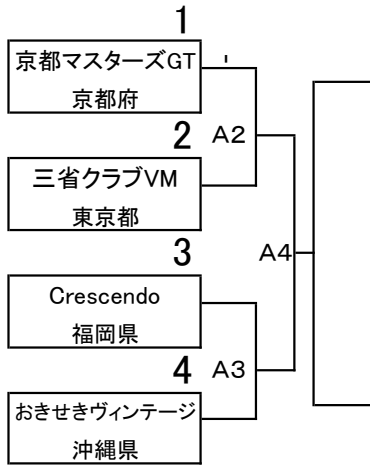 1
京都マスターズGT
京都府
2
A2
三省クラブVM
東京都
3
A4
Crescendo
福岡県
4
A3
おきせきヴィンテージ
沖縄県